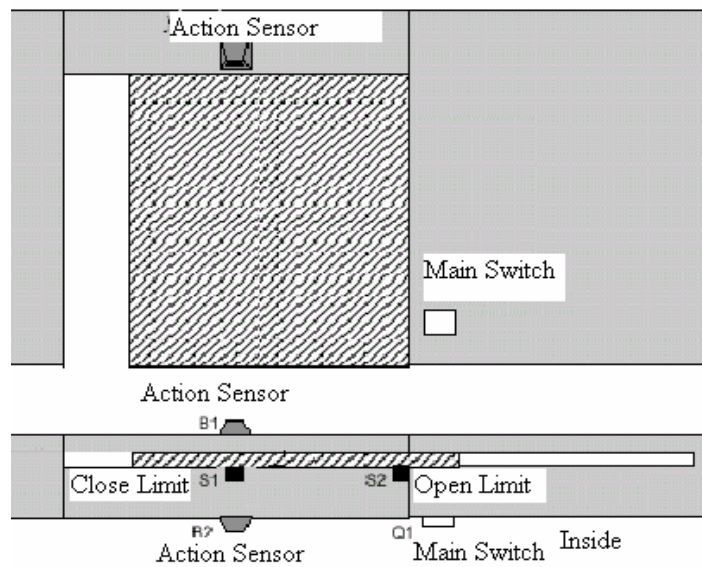 Action Sensor
Main Switch
Action Sensor
B1
Close Limit
S1
S2
Open Limit
B2
Q1
Action Sensor
Main Switch
Inside